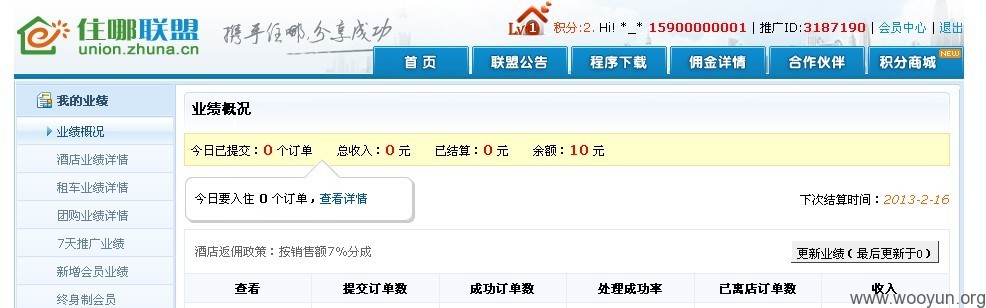 住哪联盟
union.zhuna.cn
携手住哪,分享成功
Lv 1 积分:2. Hi! *_* 15900000001 | 推广ID:3187190 | 会员中心 | 退出
首 页 联盟公告 程序下载 佣金详情 合作伙伴 积分商城 NEW
我的业绩
业绩概况
酒店业绩详情
租车业绩详情
团购业绩详情
7天推广业绩
新增会员业绩
终身制会员
业绩概况
今日已提交：0 个订单 总收入：0 元 已结算：0 元 余额：10 元
今日要入住 0 个订单，查看详情
下次结算时间：2013-2-16
酒店返佣政策：按销售额7%分成
更新业绩（最后更新于0）
查看 提交订单数 成功订单数 处理成功率 已离店订单数 收入
www.wooyun.org